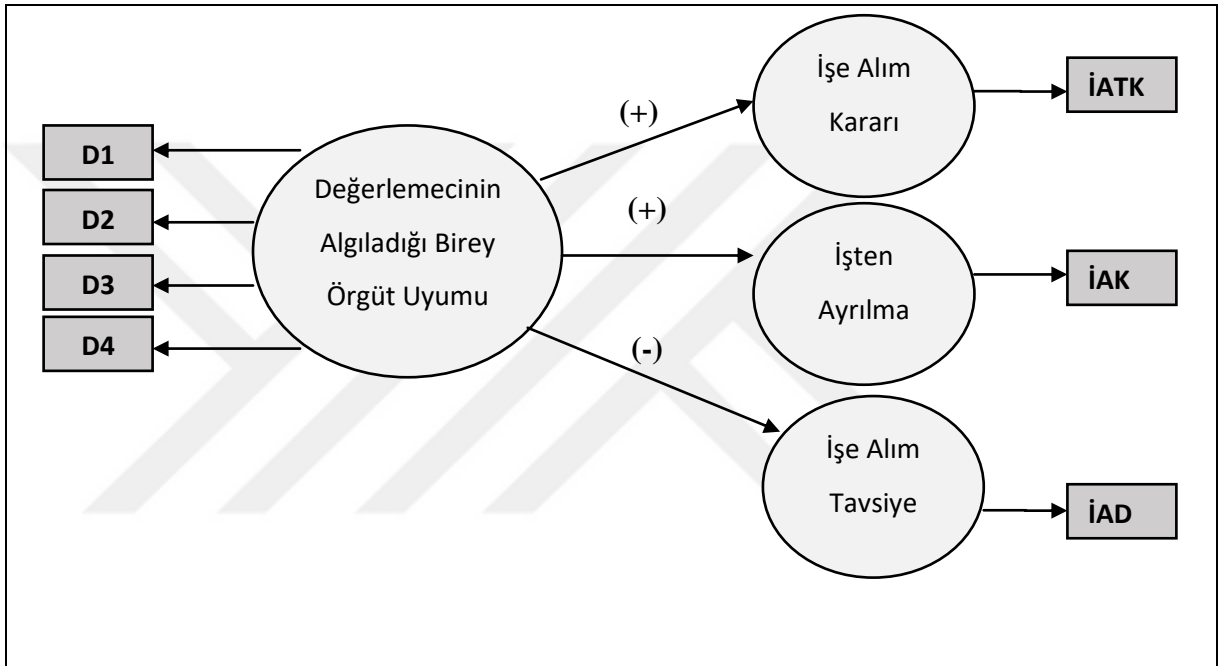 D1
D2
D3
D4
Değerlemecinin
Algıladığı Birey
Örgüt Uyumu
(+)
(+)
(-)
İşe Alım
Kararı
İşten
Ayrılma
İşe Alım
Tavsiye
İATK
İAK
İAD